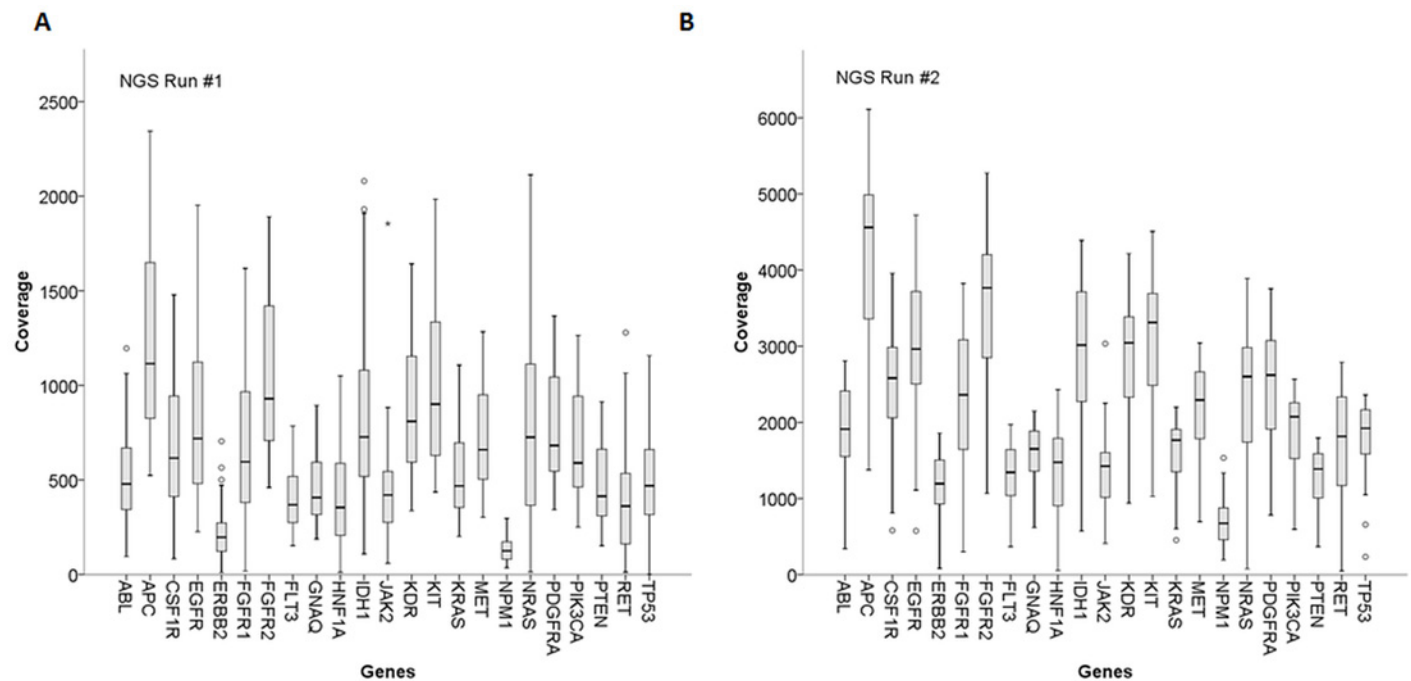 A
NGS Run #1
Coverage
2500
2000
1500
1000
500
0
ABL
APC
CSF1R
EGFR
ERBB2
FGFR1
FGFR2
FLT3
GNAQ
HNF1A
IDH1
JAK2
KDR
KIT
KRAS
MET
NPM1
NRAS
PDGFRA
PIK3CA
PTEN
RET
TP53
Genes
B
NGS Run #2
Coverage
6000
5000
4000
3000
2000
1000
0
ABL
APC
CSF1R
EGFR
ERBB2
FGFR1
FGFR2
FLT3
GNAQ
HNF1A
IDH1
JAK2
KDR
KIT
KRAS
MET
NPM1
NRAS
PDGFRA
PIK3CA
PTEN
RET
TP53
Genes